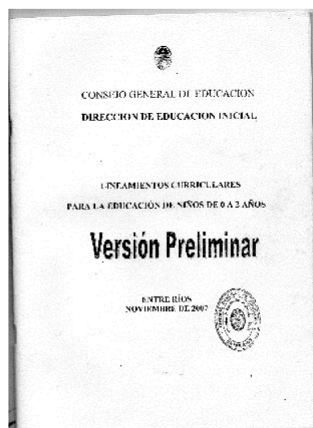 CONSEJO GENERAL DE EDUCACION
DIRECCION DE EDUCACION INICIAL
LINEAMIENTOS CURRICULARES
PARA LA EDUCACIÓN DE NIÑOS DE 0 A 2 AÑOS
Versión Preliminar
ENTRE RÍOS
NOVIEMBRE DE 2007